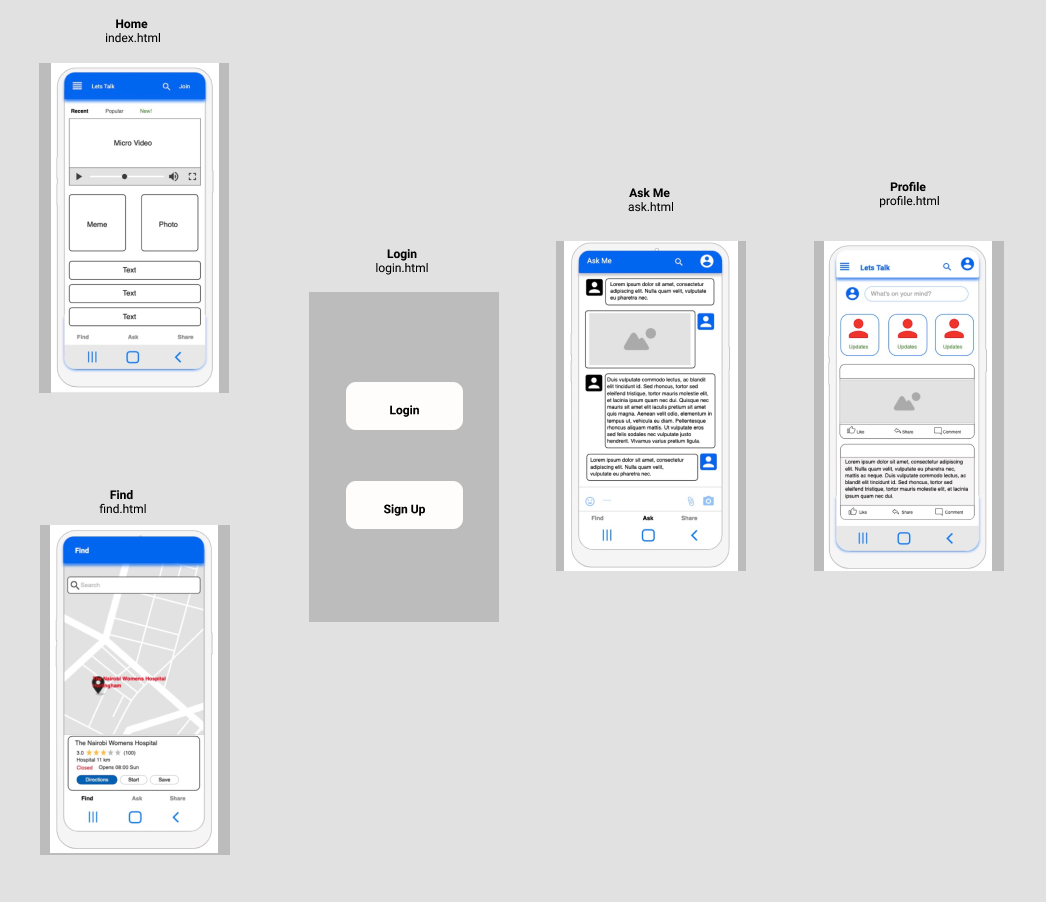 Home
index.html
Lets Talk
Join
Recent Popular New!
Micro Video
Meme Photo
Text
Text
Text
Find Ask Share
Login
login.html
Login
Sign Up
Ask Me
ask.html
Ask Me
Lorem ipsum dolor sit amet, consectetur
adipiscing elit. Nulla quam velit, vulputate
eu pharetra nec.
Duis vulputate commodo lectus, ac blandit
elit tincidunt id. Sed rhoncus, tortor sed
eleifend tristique, tortor mauris molestie elit,
et lacinia ipsum quam nec dui. Quisque nec
mauris sit amet elit iaculis pretium sit amet
quis magna. Aenean velit odio, elementum in
tempus ut, vehicula eu diam. Pellentesque
rhoncus aliquam mattis. Ut vulputate eros
sed felis sodales nec vulputate justo
hendrerit. Vivamus varius pretium ligula.
Lorem ipsum dolor sit amet, consectetur
adipiscing elit. Nulla quam velit,
vulputate eu pharetra nec.
Find Ask Share
Profile
profile.html
Lets Talk
What's on your mind?
Updates Updates Updates
Like Share Comment
Lorem ipsum dolor sit amet, consectetur adipiscing
elit. Nulla quam velit, vulputate eu pharetra nec,
mattis ac neque. Duis vulputate commodo lectus, ac
blandit elit tincidunt id. Sed rhoncus, tortor sed
eleifend tristique, tortor mauris molestie elit, et lacinia
ipsum quam nec dui.
Like Share Comment
Find
find.html
Find
Search
Nairobi Womens Hospital
The Nairobi Womens Hospital
3.0 (100)
Hospital 11 km
Closed Opens 08:00 Sun
Directions Start Save
Find Ask Share